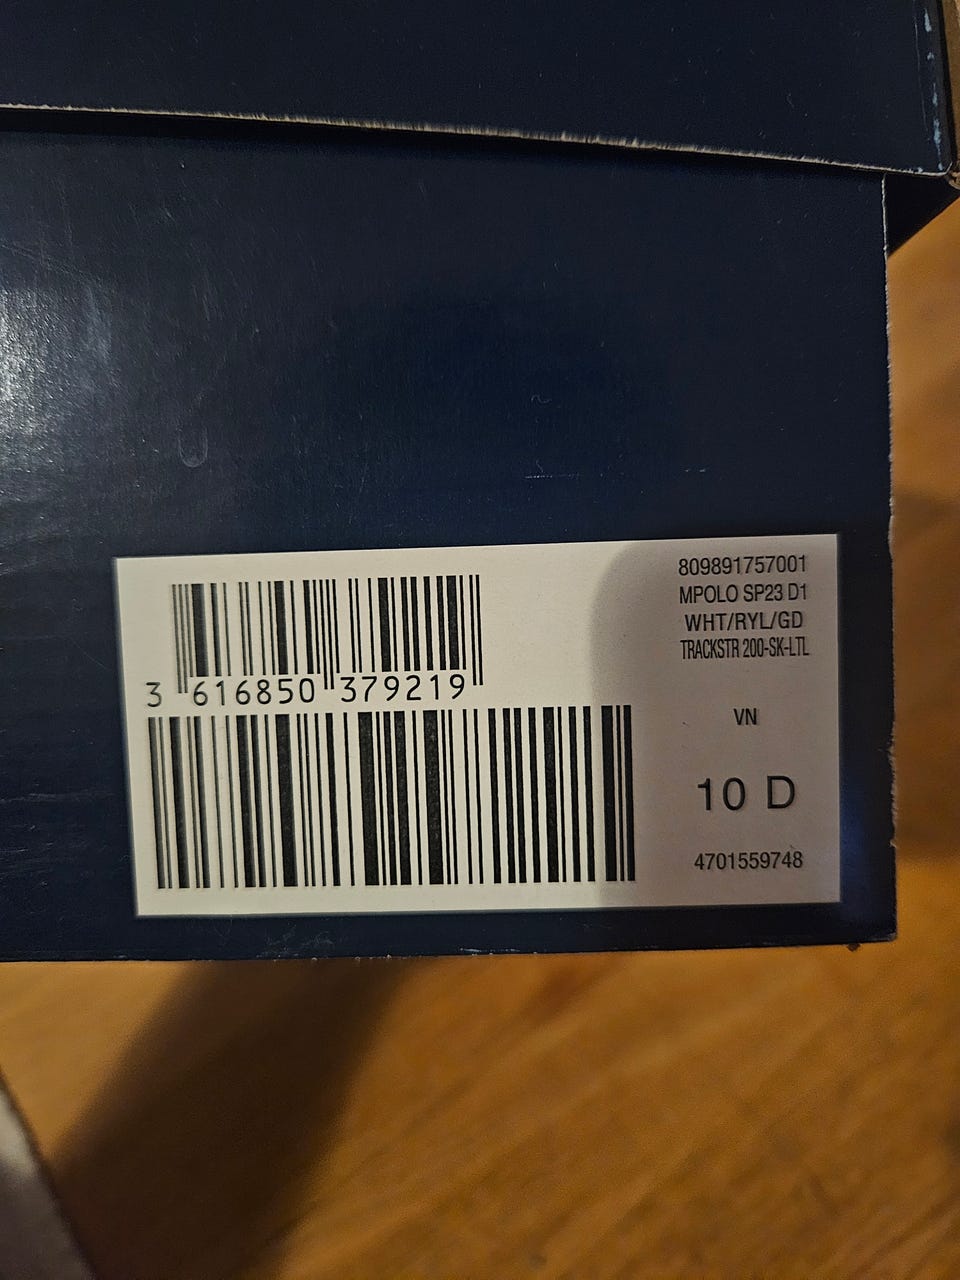 3 616850 379219
809891757001
MPOLO SP23 D1
WHT/RYL/GD
TRACKSTR 200-SK-LTL
VN
10 D
4701559748